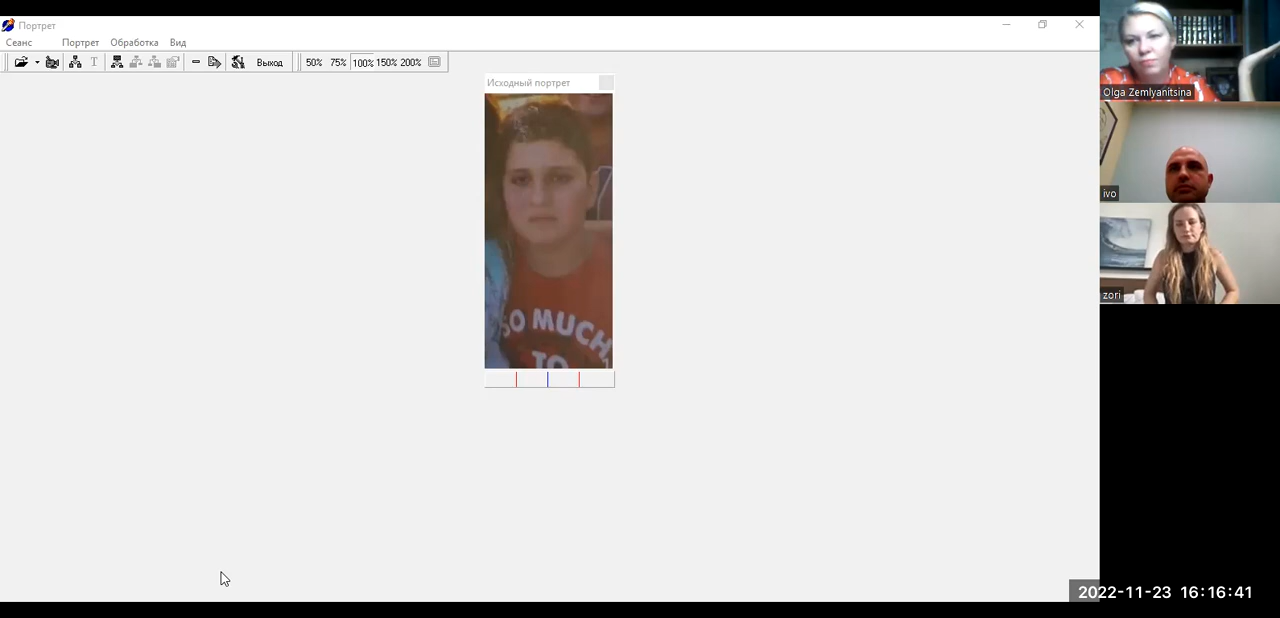 Портрет
Сеанс Портрет Обработка Вид
T Выход 50% 75% 100% 150% 200%
Исходный портрет
SO MUCH
TO
Olga Zemlyanitsina
ivo
zori
2022-11-23 16:16:41